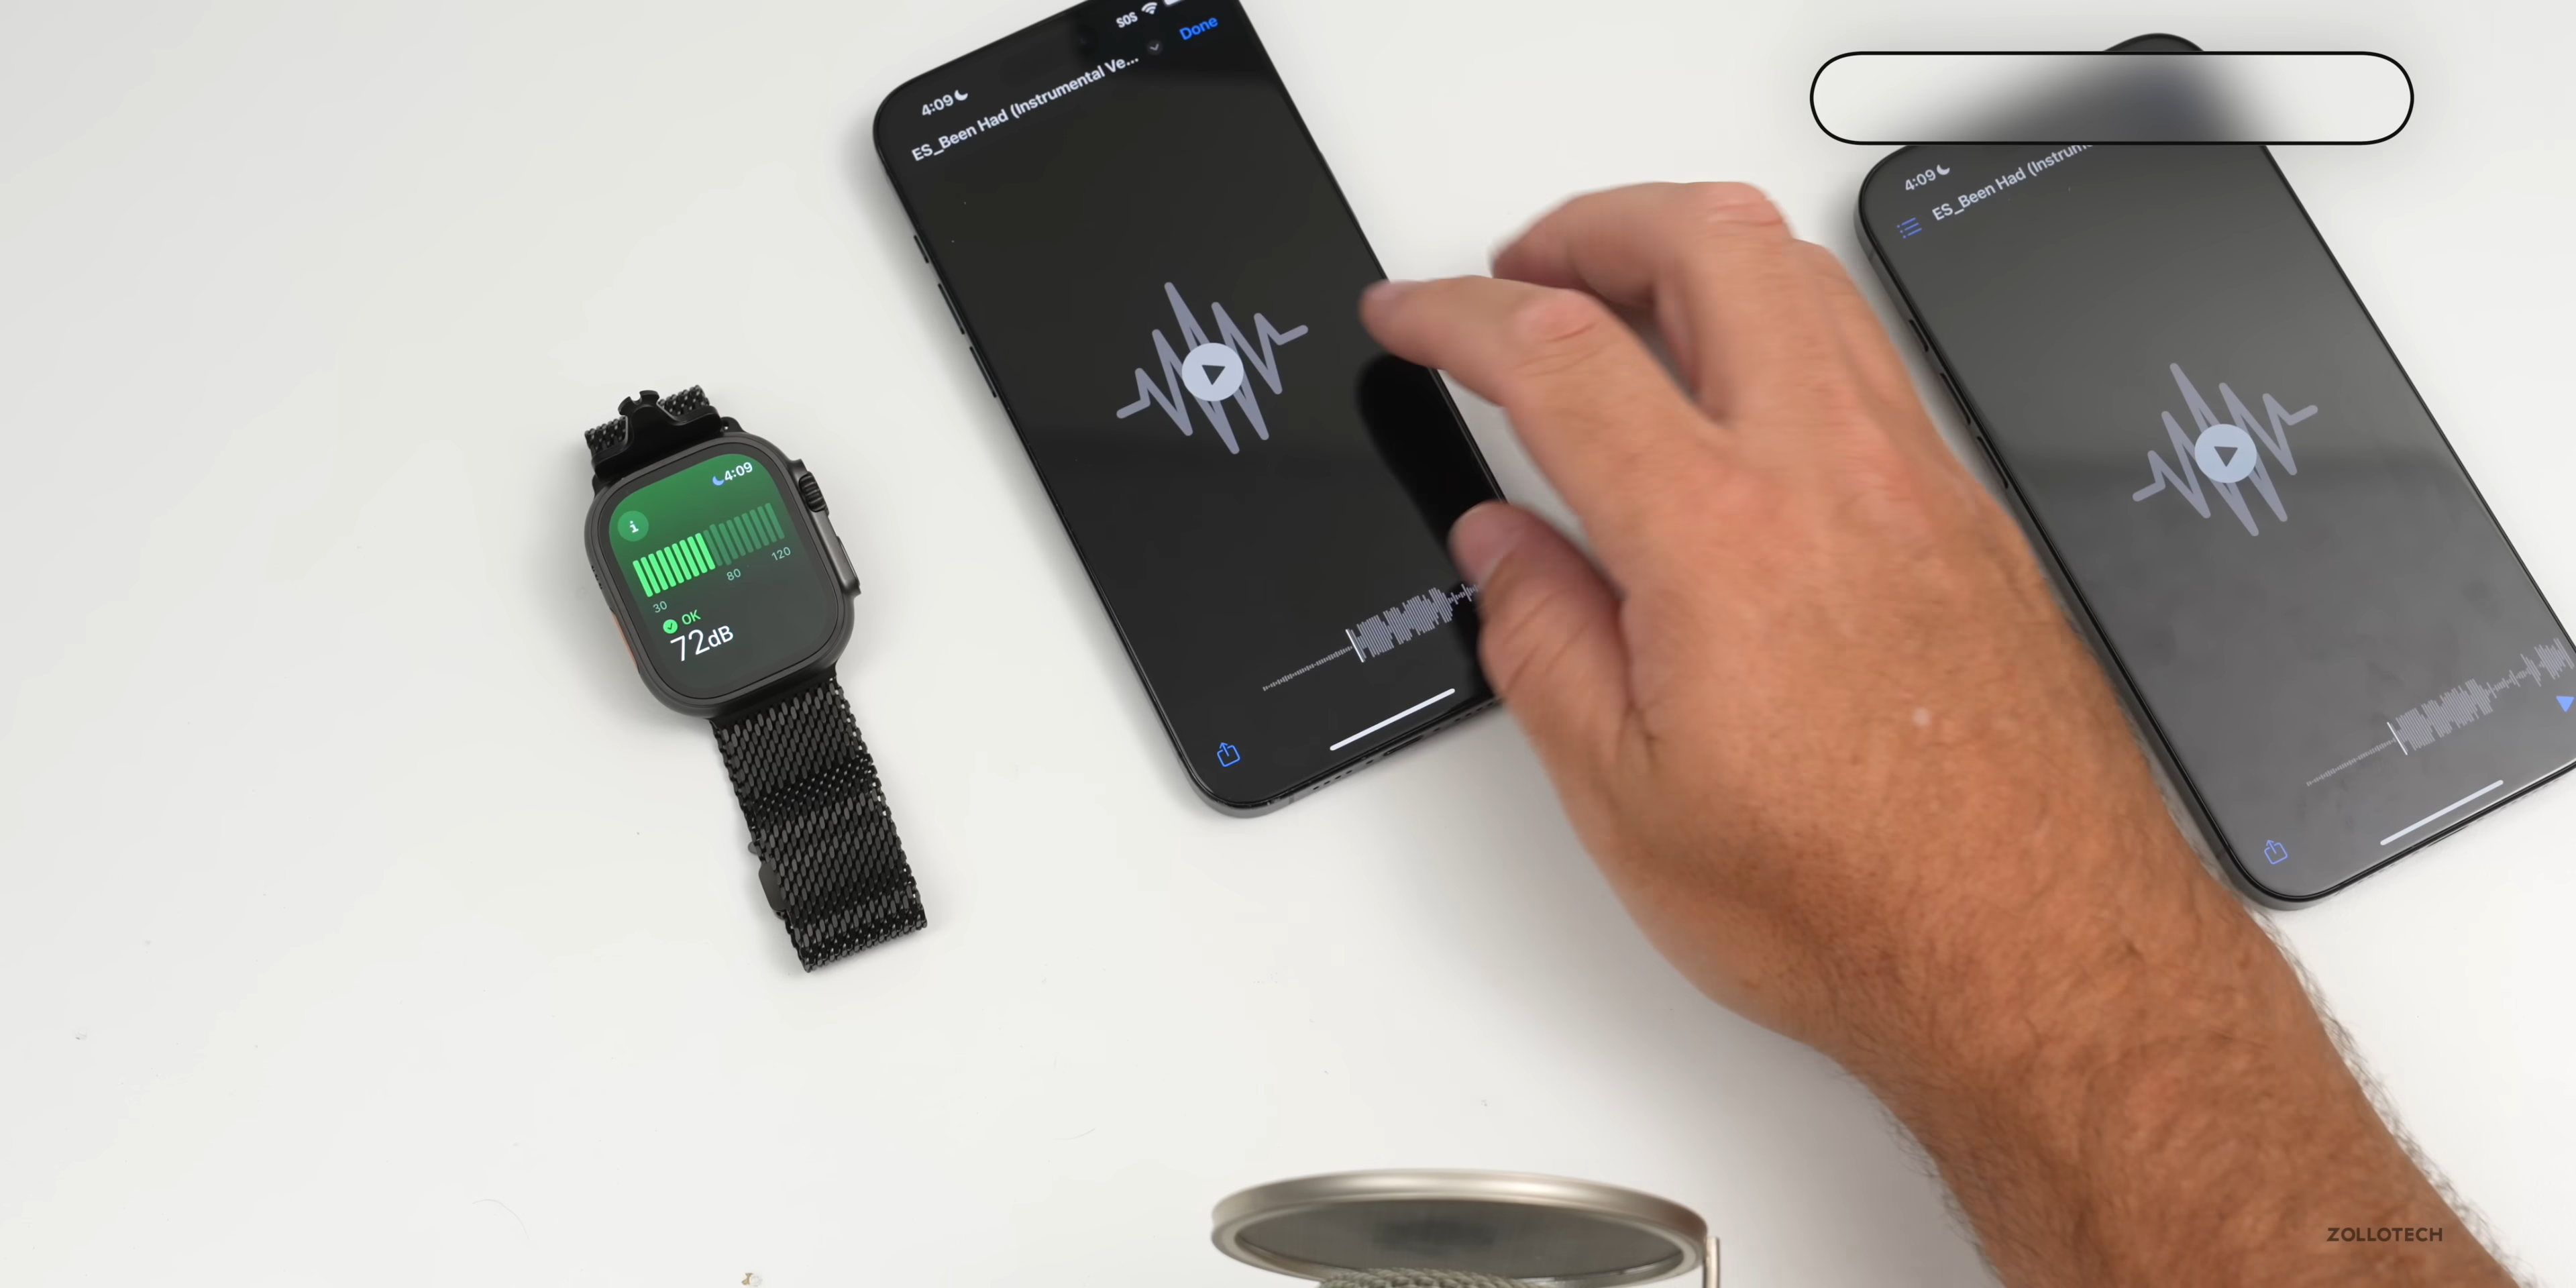 4:09
SOS
Done
ES_Been Had (Instrumental Ve...
4:09
ES_Been Had (Instrum
4:09
i
30
80
120
OK
72dB
ZOLLOTECH